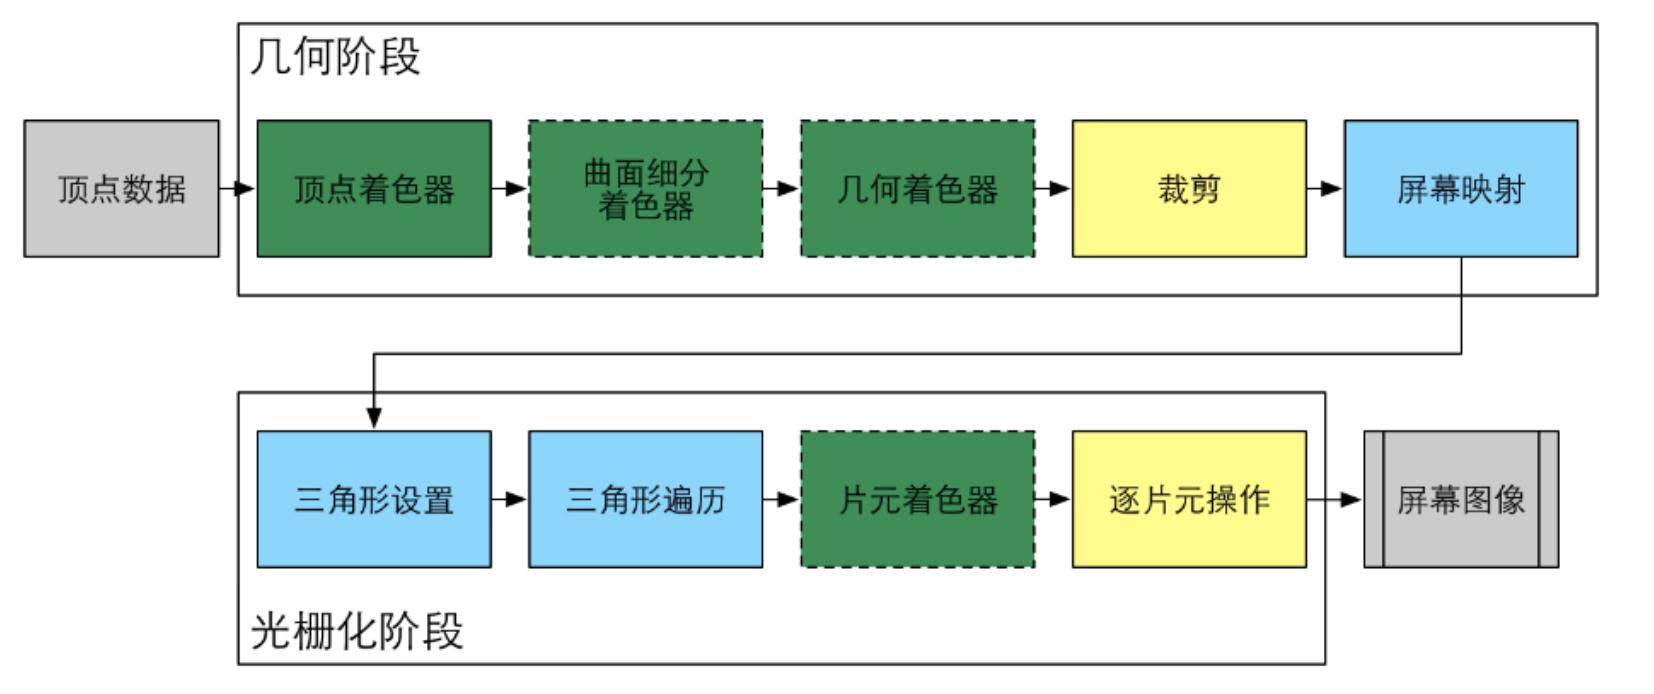 几何阶段
顶点数据
顶点着色器
曲面细分
着色器
几何着色器
裁剪
屏幕映射
三角形设置
三角形遍历
片元着色器
逐片元操作
屏幕图像
光栅化阶段